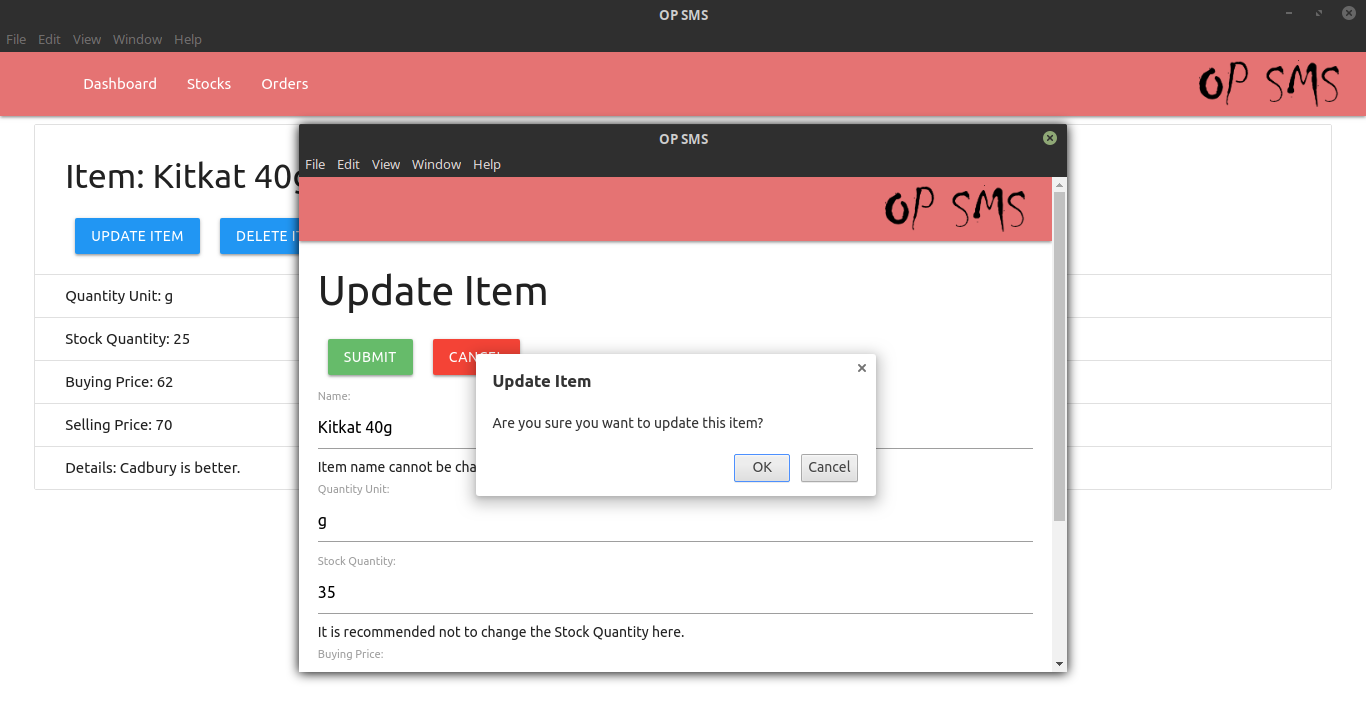 OP SMS
File Edit View Window Help
Dashboard Stocks Orders
OP SMS
Item: Kitkat 40g
UPDATE ITEM DELETE IT
Quantity Unit: g
Stock Quantity: 25
Buying Price: 62
Selling Price: 70
Details: Cadbury is better.
OP SMS
File Edit View Window Help
OP SMS
Update Item
SUBMIT CANCEL
Name:
Kitkat 40g
Item name cannot be cha
Quantity Unit:
g
Stock Quantity:
35
It is recommended not to change the Stock Quantity here.
Buying Price:
Update Item
Are you sure you want to update this item?
OK Cancel